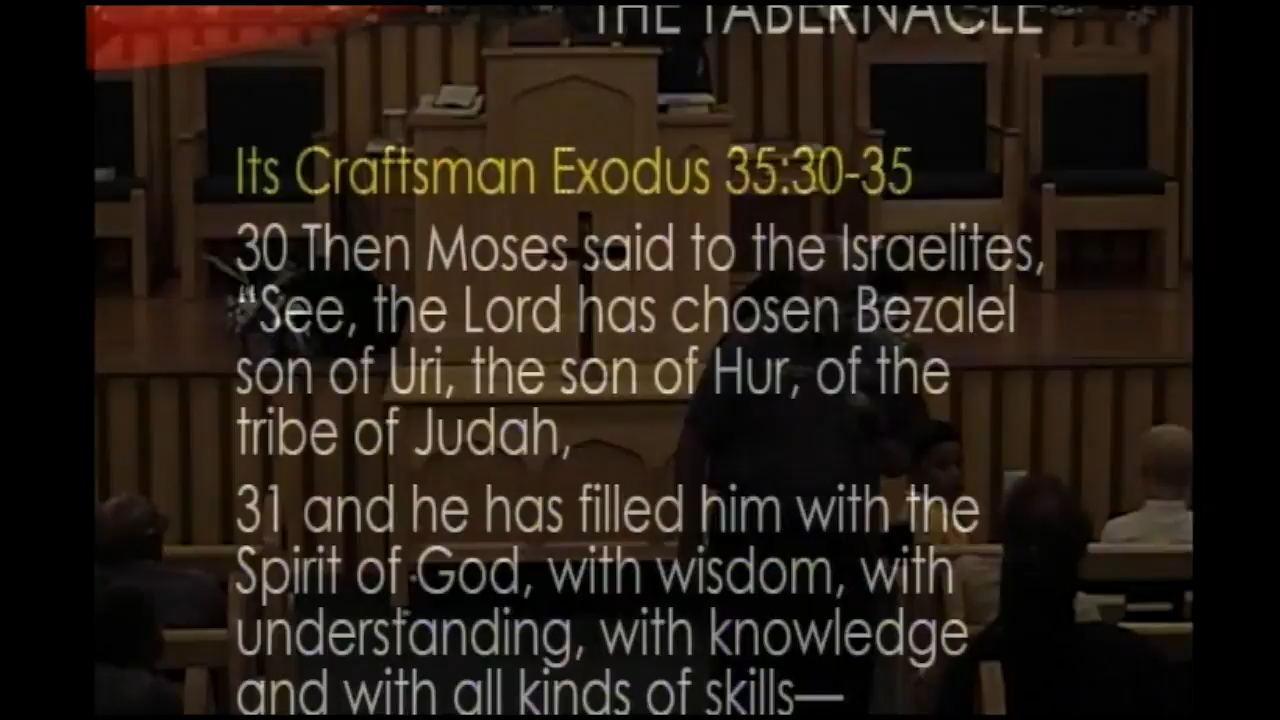 THE TABERNACLE
Its Craftsman Exodus 35:30-35
30 Then Moses said to the Israelites,
“See, the Lord has chosen Bezalel
son of Uri, the son of Hur, of the
tribe of Judah,
31 and he has filled him with the
Spirit of God, with wisdom, with
understanding, with knowledge
and with all kinds of skills—